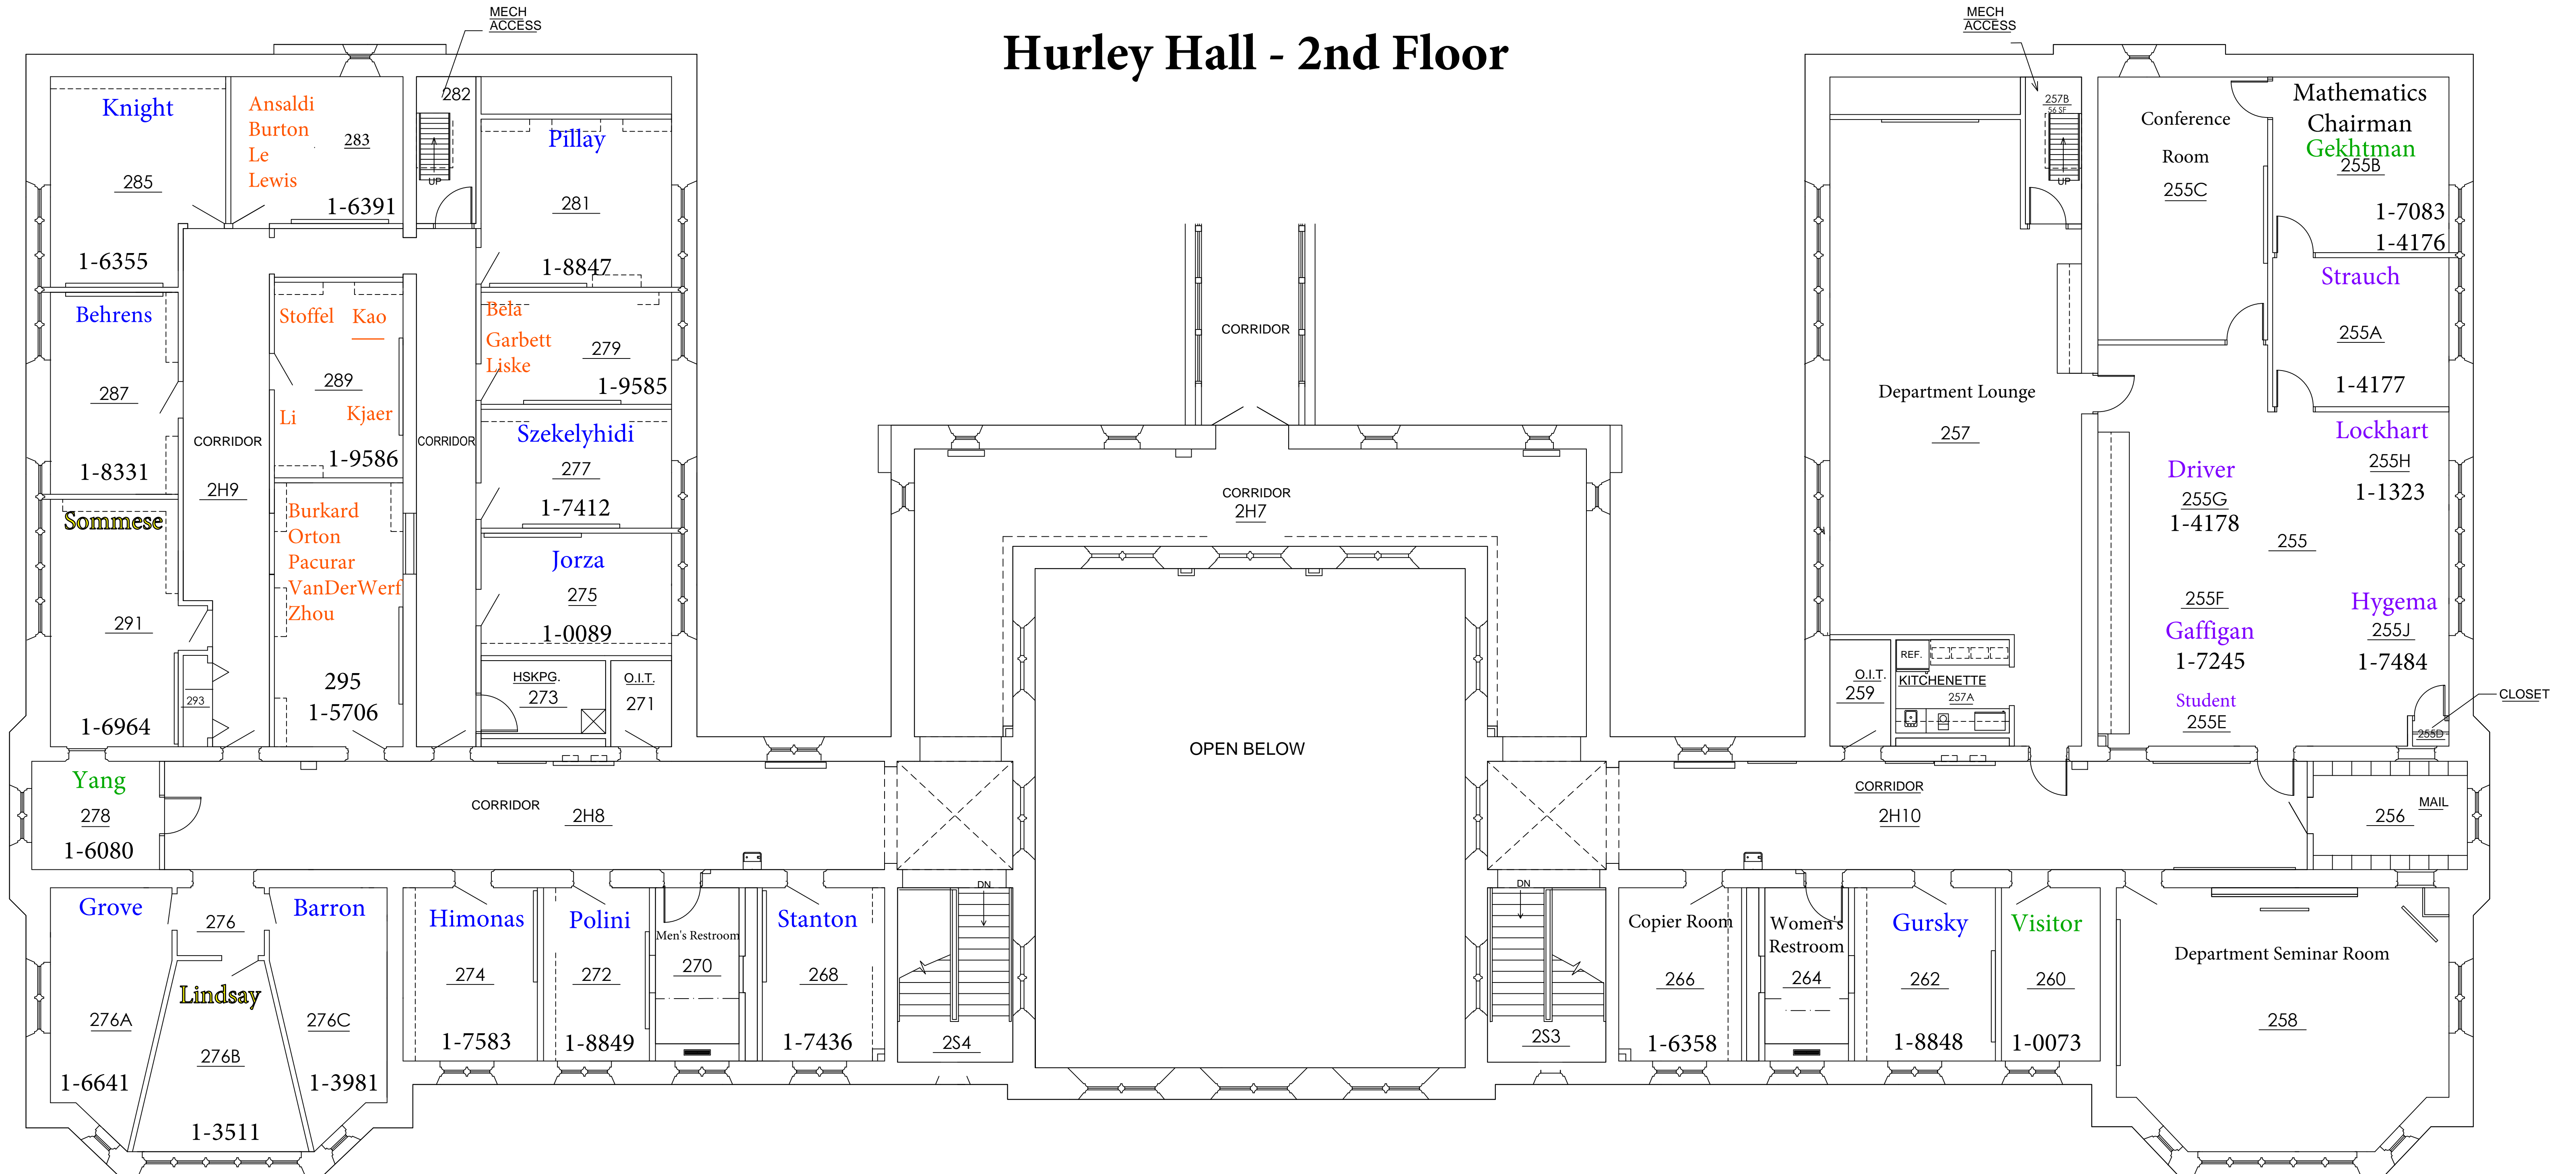 Hurley Hall - 2nd Floor
MECH
ACCESS
MECH
ACCESS
Knight
285
1-6355
Ansaldi
Burton
Le
Lewis
283
1-6391
282
UP
Pillay
281
1-8847
Behrens
287
1-8331
Stoffel
Kao
289
Li
Kjaer
1-9586
CORRIDOR
2H9
CORRIDOR
Bela
Garbett
Liske
279
1-9585
Szekelyhidi
277
1-7412
Sommese
291
1-6964
293
Burkard
Orton
Pacurar
VanDerWerf
Zhou
295
1-5706
Jorza
275
1-0089
HSKPG.
273
O.I.T.
271
Yang
278
1-6080
CORRIDOR
2H8
Grove
276A
1-6641
276
Lindsay
276B
1-3511
Barron
276C
1-3981
Himonas
274
1-7583
Polini
272
1-8849
Men's Restroom
270
Stanton
268
1-7436
DN
2S4
CORRIDOR
CORRIDOR
2H7
OPEN BELOW
DN
2S3
257B
56 SF
UP
Department Lounge
257
O.I.T.
259
REF.
KITCHENETTE
257A
Conference
Room
255C
Mathematics
Chairman
Gekhtman
255B
1-7083
1-4176
Strauch
255A
1-4177
Lockhart
255H
1-1323
Driver
255G
1-4178
255
255F
Gaffigan
1-7245
Hygema
255J
1-7484
Student
255E
255D
CLOSET
CORRIDOR
2H10
MAIL
256
Copier Room
266
1-6358
Women's
Restroom
264
Gursky
262
1-8848
Visitor
260
1-0073
Department Seminar Room
258